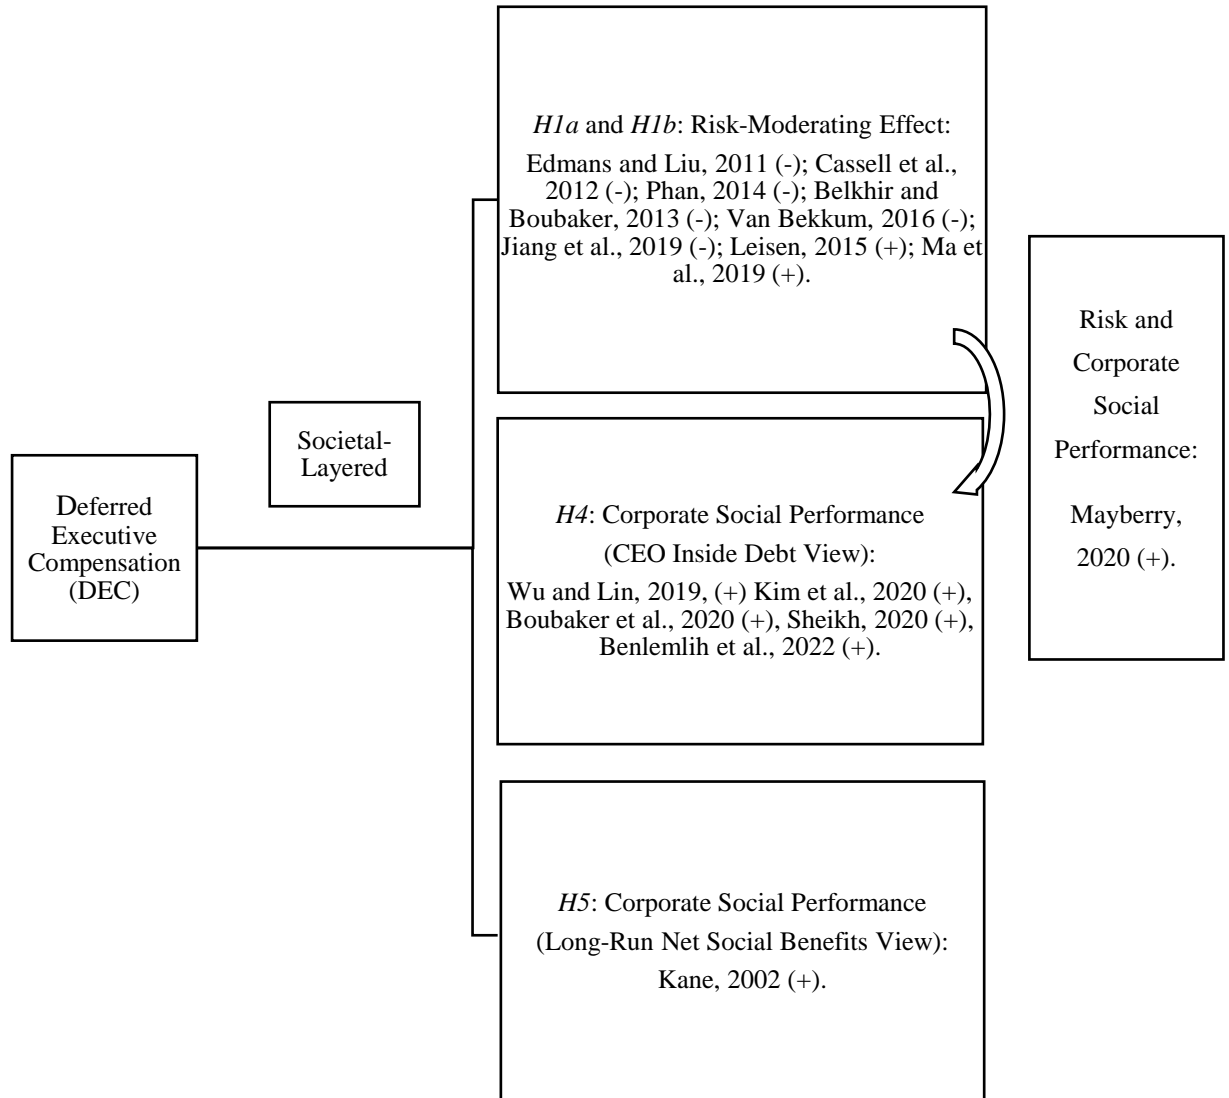 Deferred
Executive
Compensation
(DEC)
Societal-
Layered
H1a and H1b: Risk-Moderating Effect:
Edmans and Liu, 2011 (-); Cassell et al.,
2012 (-); Phan, 2014 (-); Belkhir and
Boubaker, 2013 (-); Van Bekkum, 2016 (-);
Jiang et al., 2019 (-); Leisen, 2015 (+); Ma et
al., 2019 (+).
H4: Corporate Social Performance
(CEO Inside Debt View):
Wu and Lin, 2019, (+) Kim et al., 2020 (+),
Boubaker et al., 2020 (+), Sheikh, 2020 (+),
Benlemlih et al., 2022 (+).
H5: Corporate Social Performance
(Long-Run Net Social Benefits View):
Kane, 2002 (+).
Risk and
Corporate
Social
Performance:
Mayberry,
2020 (+).